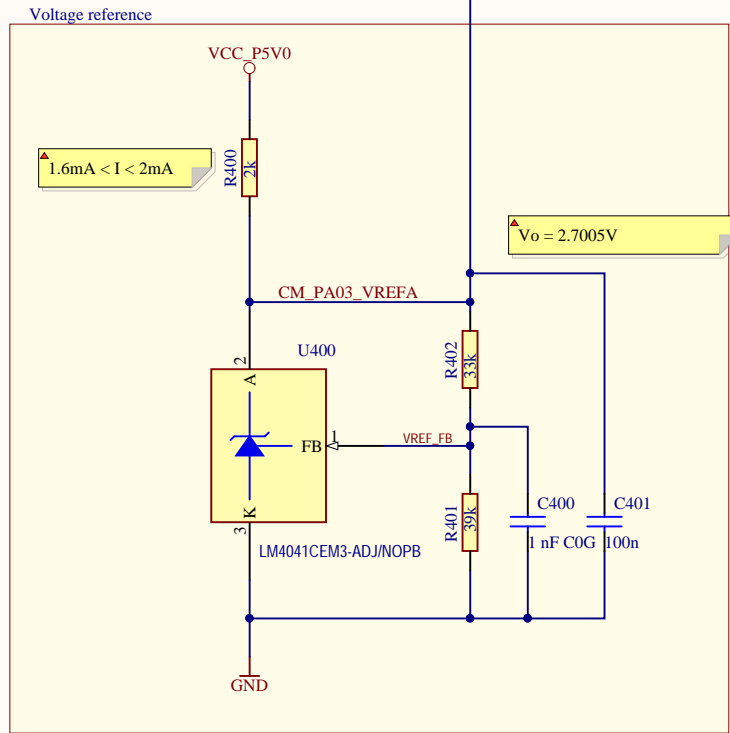 Voltage reference
VCC_P5V0
1.6mA < I < 2mA
R400
2k
Vo = 2.7005V
CM_PA03_VREFA
U400
2
A
R402
33k
FB
1
VREF_FB
R401
39k
C400
1 nF C0G
C401
100n
K
3
LM4041CEM3-ADJ/NOPB
GND